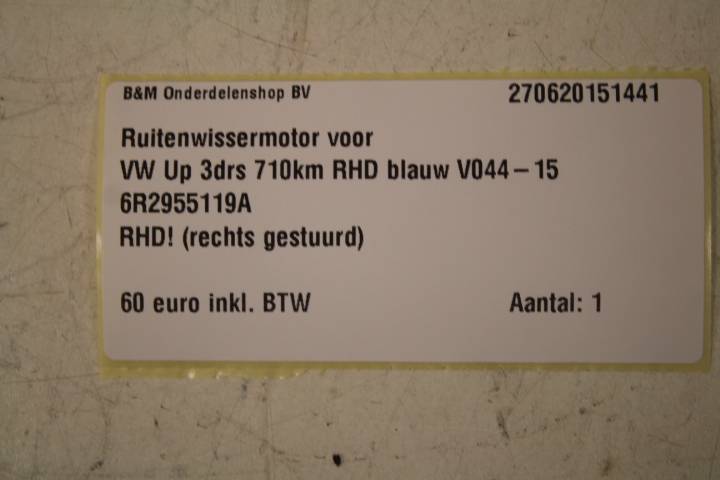 B&M Onderdelenshop BV 270620151441
Ruitenwissermotor voor
VW Up 3drs 710km RHD blauw V044-15
6R2955119A
RHD! (rechts gestuurd)
60 euro inkl. BTW Aantal: 1